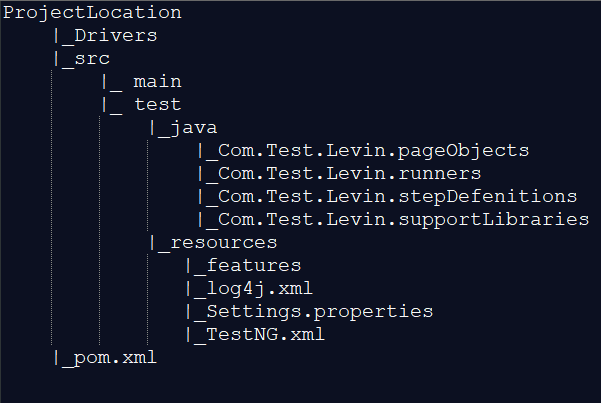 ProjectLocation
|_Drivers
|_src
|_ main
|_ test
|_java
|_Com.Test.Levin.pageObjects
|_Com.Test.Levin.runners
|_Com.Test.Levin.stepDefenitions
|_Com.Test.Levin.supportLibraries
|_resources
|_features
|_log4j.xml
|_Settings.properties
|_TestNG.xml
|_pom.xml